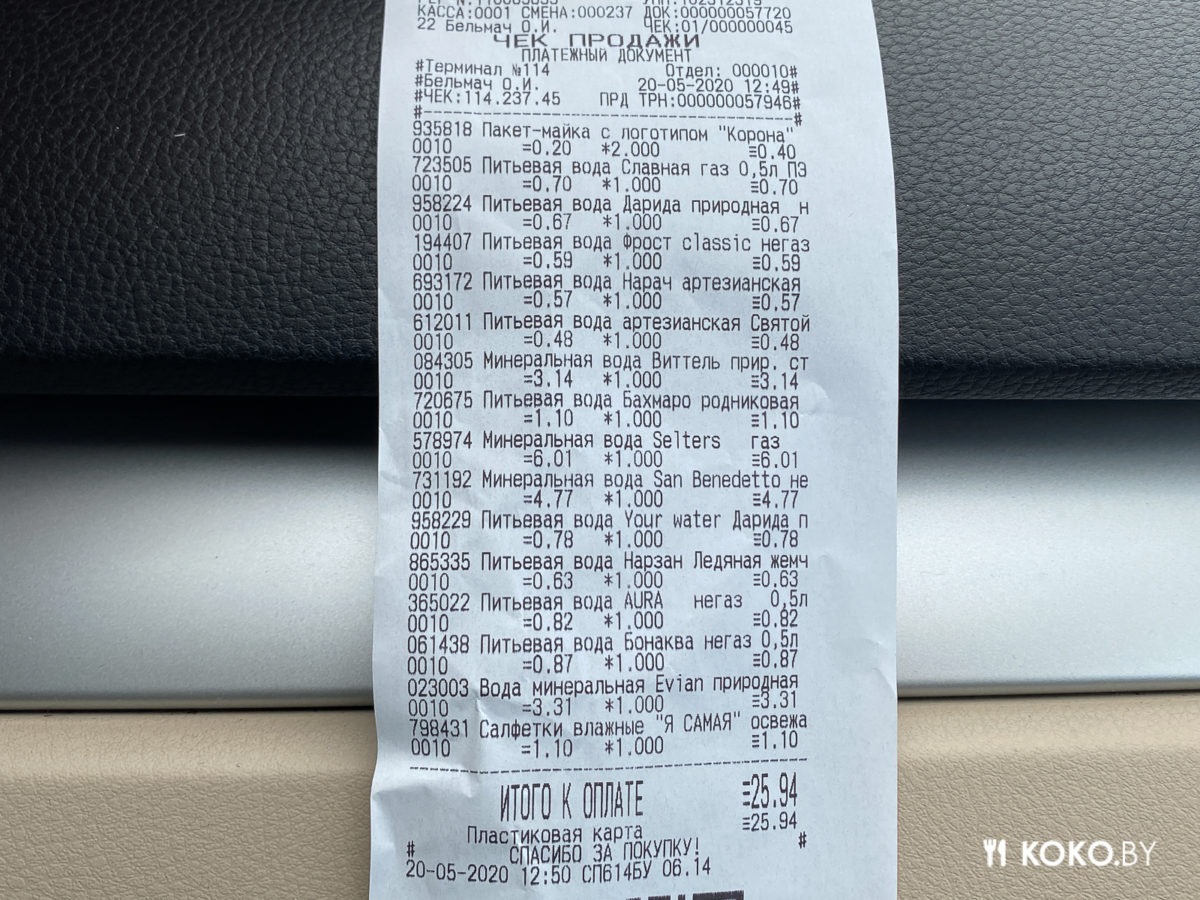 КАССА:0001 СМЕНА:000237 ДОК:000000057720
22 Бельмач О.И. ЧЕК:01/000000045
ЧЕК ПРОДАЖИ
ПЛАТЕЖНЫЙ ДОКУМЕНТ
#Терминал №114 Отдел: 000010#
#Бельмач О.И. 20-05-2020 12:49#
#ЧЕК:114.237.45 ПРД ТРН:000000057946#
#----------------------------------------#
935818 Пакет-майка с логотипом "Корона"
0010 =0.20 *2.000 ≡0.40
723505 Питьевая вода Славная газ 0,5л ПЭ
0010 =0.70 *1.000 ≡0.70
958224 Питьевая вода Дарида природная н
0010 =0.67 *1.000 ≡0.67
194407 Питьевая вода Фрост classic негаз
0010 =0.59 *1.000 ≡0.59
693172 Питьевая вода Нарач артезианская
0010 =0.57 *1.000 ≡0.57
612011 Питьевая вода артезианская Святой
0010 =0.48 *1.000 ≡0.48
084305 Минеральная вода Виттель прир. ст
0010 =3.14 *1.000 ≡3.14
720675 Питьевая вода Бахмаро родниковая
0010 =1.10 *1.000 ≡1.10
578974 Минеральная вода Selters газ
0010 =6.01 *1.000 ≡6.01
731192 Минеральная вода San Benedetto не
0010 =4.77 *1.000 ≡4.77
958229 Питьевая вода Your water Дарида п
0010 =0.78 *1.000 ≡0.78
865335 Питьевая вода Нарзан Ледяная жемч
0010 =0.63 *1.000 ≡0.63
365022 Питьевая вода AURA негаз 0,5л
0010 =0.82 *1.000 ≡0.82
061438 Питьевая вода Бонаква негаз 0,5л
0010 =0.87 *1.000 ≡0.87
023003 Вода минеральная Evian природная
0010 =3.31 *1.000 ≡3.31
798431 Салфетки влажные "Я САМАЯ" освежа
0010 =1.10 *1.000 ≡1.10
ИТОГО К ОПЛАТЕ ≡25.94
Пластиковая карта ≡25.94
# СПАСИБО ЗА ПОКУПКУ! #
20-05-2020 12:50 СП614БУ 06.14
KOKO.BY